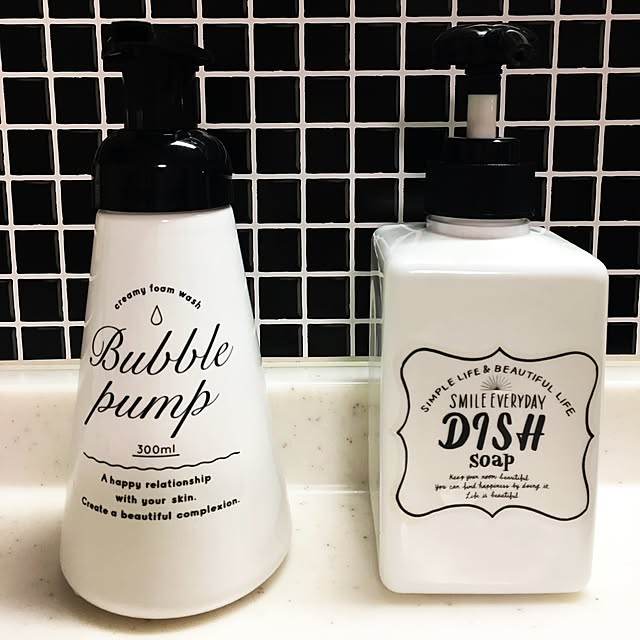 creamy foam wash
Bubble
pump
300ml
A happy relationship
with your skin.
Create a beautiful complexion.
SIMPLE LIFE & BEAUTIFUL LIFE
SMILE EVERYDAY
DISH
soap
Keep your room beautiful
You can find happiness by doing it.
Life is beautiful